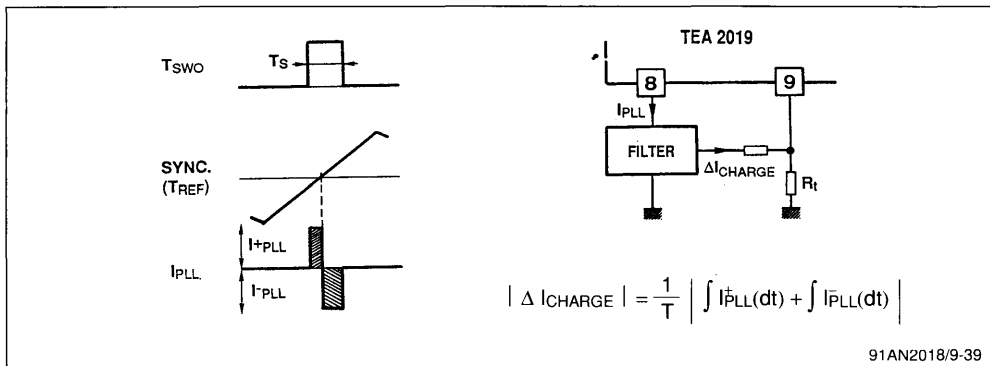 TSWO
TS
SYNC.
(TREF)
I+PLL
IPLL.
I-PLL
TEA 2019
8
9
IPLL
FILTER
ΔICHARGE
Rt
| Δ ICHARGE | = 1/T | ∫ I+PLL(dt) + ∫ I-PLL(dt) |
91AN2018/9-39